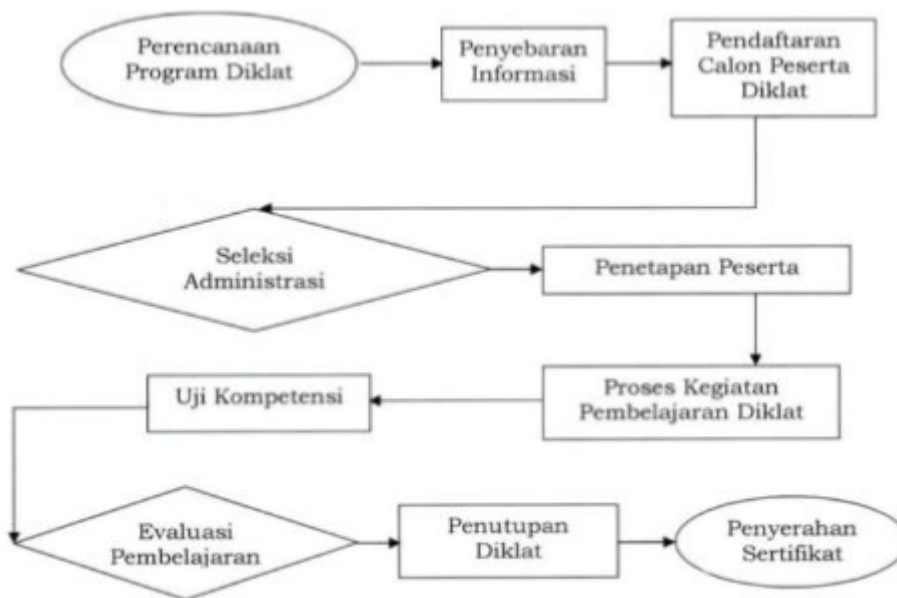 Perencanaan
Program Diklat
Penyebaran
Informasi
Pendaftaran
Calon Peserta
Diklat
Seleksi
Administrasi
Penetapan Peserta
Proses Kegiatan
Pembelajaran Diklat
Uji Kompetensi
Evaluasi
Pembelajaran
Penutupan
Diklat
Penyerahan
Sertifikat